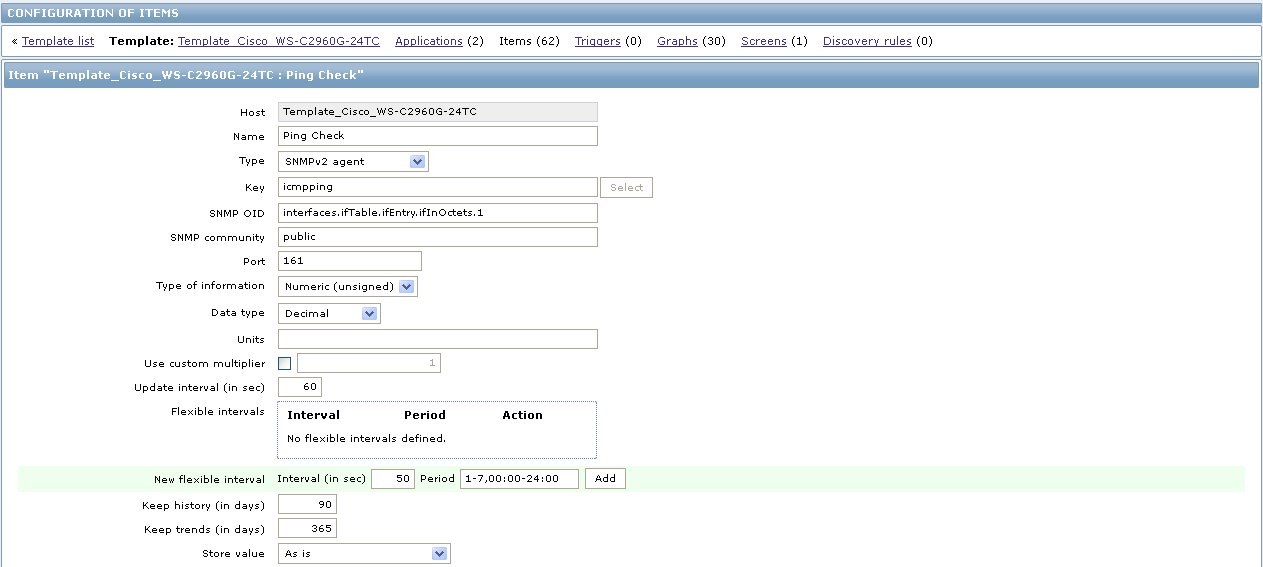 CONFIGURATION OF ITEMS
« Template list Template: Template_Cisco_WS-C2960G-24TC Applications (2) Items (62) Triggers (0) Graphs (30) Screens (1) Discovery rules (0)
Item "Template_Cisco_WS-C2960G-24TC : Ping Check"
Host Template_Cisco_WS-C2960G-24TC
Name Ping Check
Type SNMPv2 agent
Key icmpping Select
SNMP OID interfaces.ifTable.ifEntry.ifInOctets.1
SNMP community public
Port 161
Type of information Numeric (unsigned)
Data type Decimal
Units
Use custom multiplier 1
Update interval (in sec) 60
Flexible intervals Interval Period Action
No flexible intervals defined.
New flexible interval Interval (in sec) 50 Period 1-7,00:00-24:00 Add
Keep history (in days) 90
Keep trends (in days) 365
Store value As is